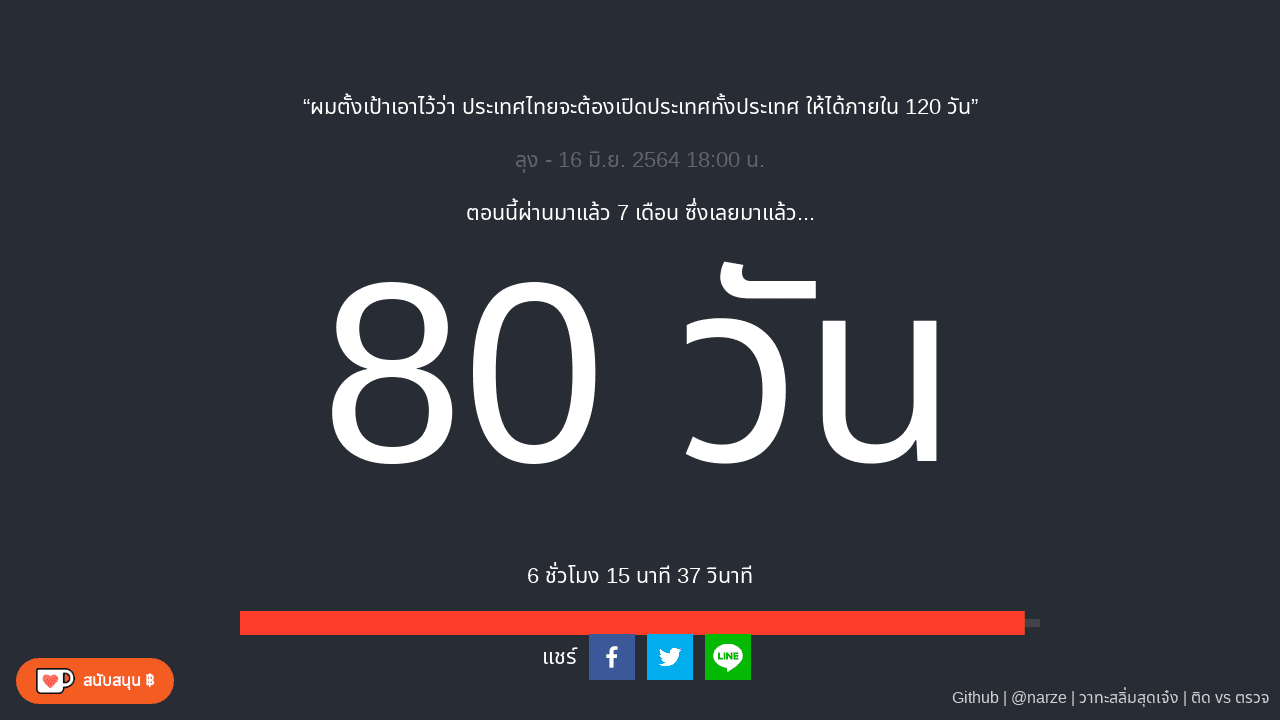 “ผมตั้งเป้าเอาไว้ว่า ประเทศไทยจะต้องเปิดประเทศทั้งประเทศ ให้ได้ภายใน 120 วัน”
ลุง - 16 มิ.ย. 2564 18:00 น.
ตอนนี้ผ่านมาแล้ว 7 เดือน ซึ่งเลยมาแล้ว...
80 วัน
6 ชั่วโมง 15 นาที 37 วินาที
แชร์
LINE
สนับสนุน ฿
Github | @narze | วาทะสลิ่มสุดเจ๋ง | ติด vs ตรวจ